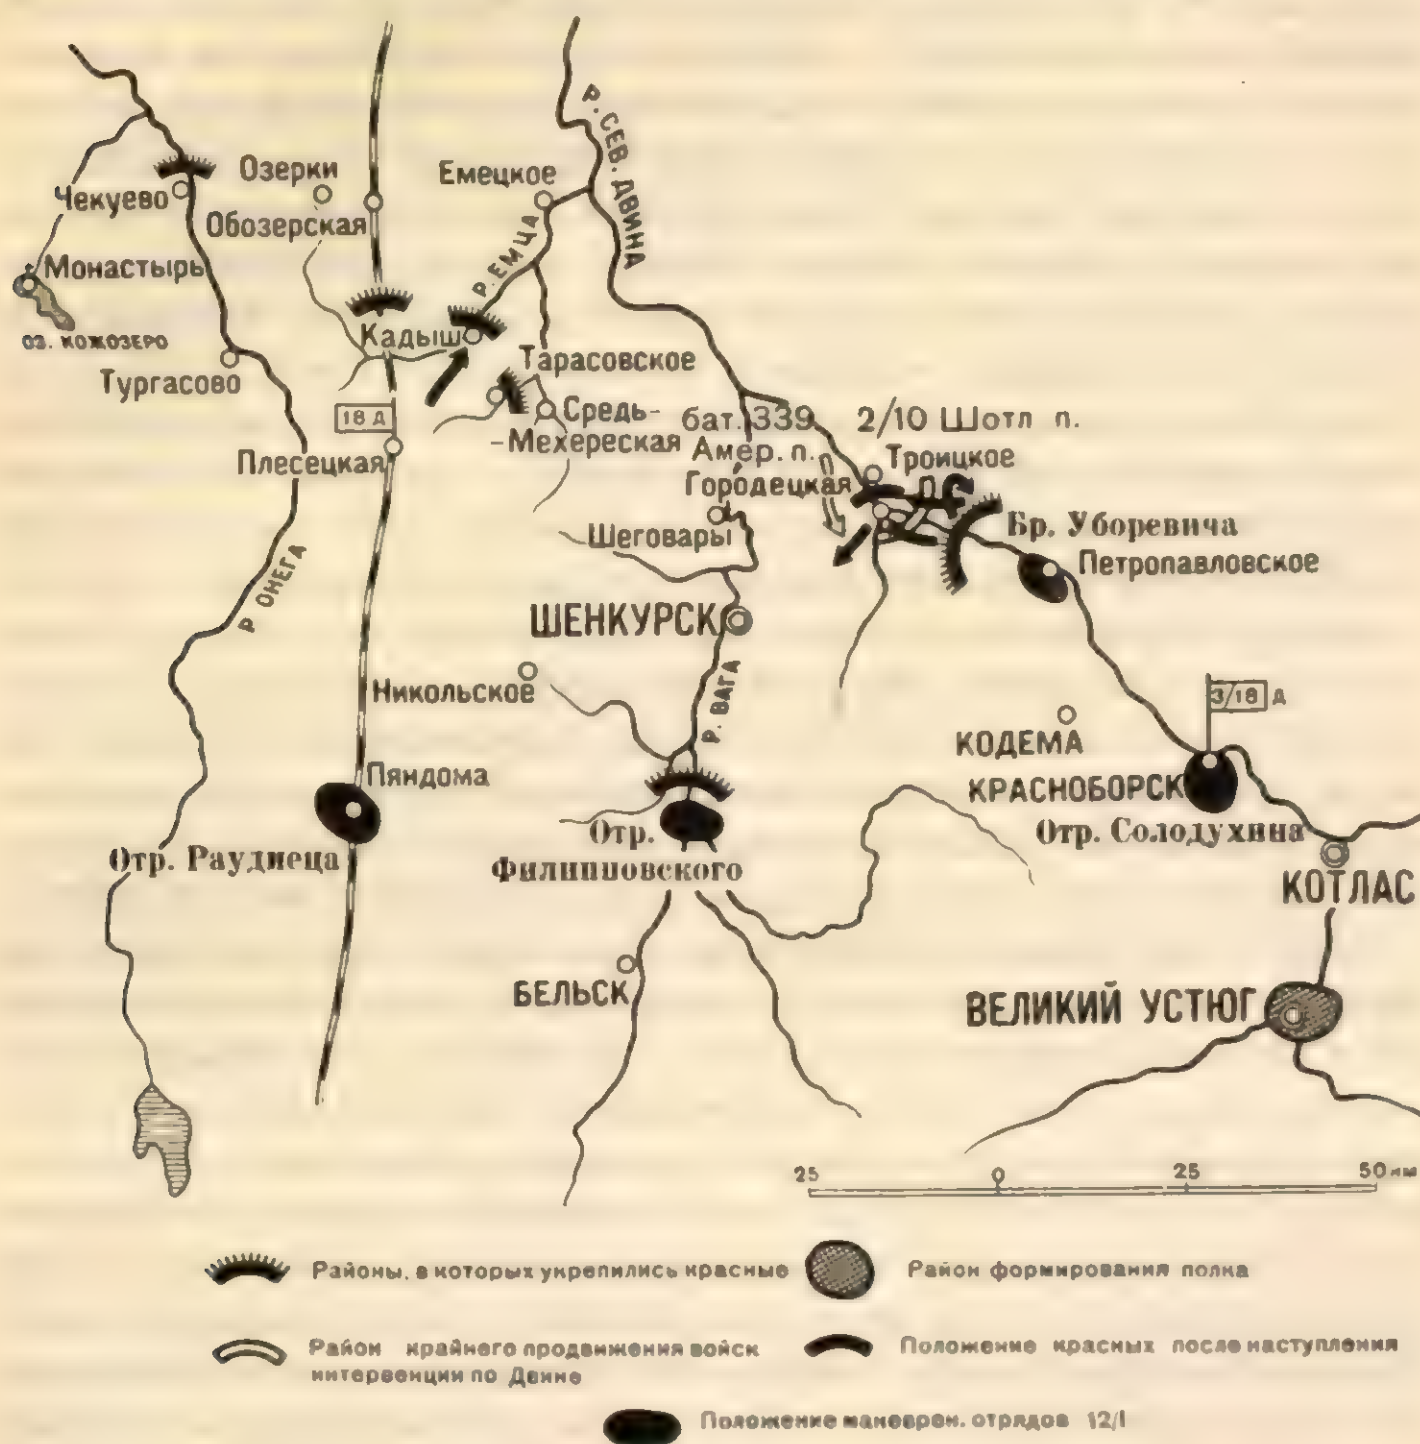 Р. СЕВ. ДВИНА
Озерки
Емецкое
Чекуево
Обозерская
Р. ЕМЦА
Монастырь
оз. КОЖОЗЕРО
Кадыш
Тарасовское
Тургасово
18 д
Средь-
-Мехереская
бат. 339
Амер. п.
2/10 Шотл п.
Плесецкая
Троицкое
Городецкая
Шеговары
Бр. Уборевича
Петропавловское
Р ОНЕГА
ШЕНКУРСК
Никольское
Р. ВАГА
3/18 д
КОДЕМА
Пяндома
КРАСНОБОРСК
Отр. Солодухина
Отр. Раудиеца
Отр.
Филипповского
КОТЛАС
БЕЛЬСК
ВЕЛИКИЙ УСТЮГ
25 0 25 50 км
Районы, в которых укрепились красные
Район формирования полка
Район крайнего продвижения войск
интервенции по Двине
Положение красных после наступления
Положение маневрен. отрядов 12/I